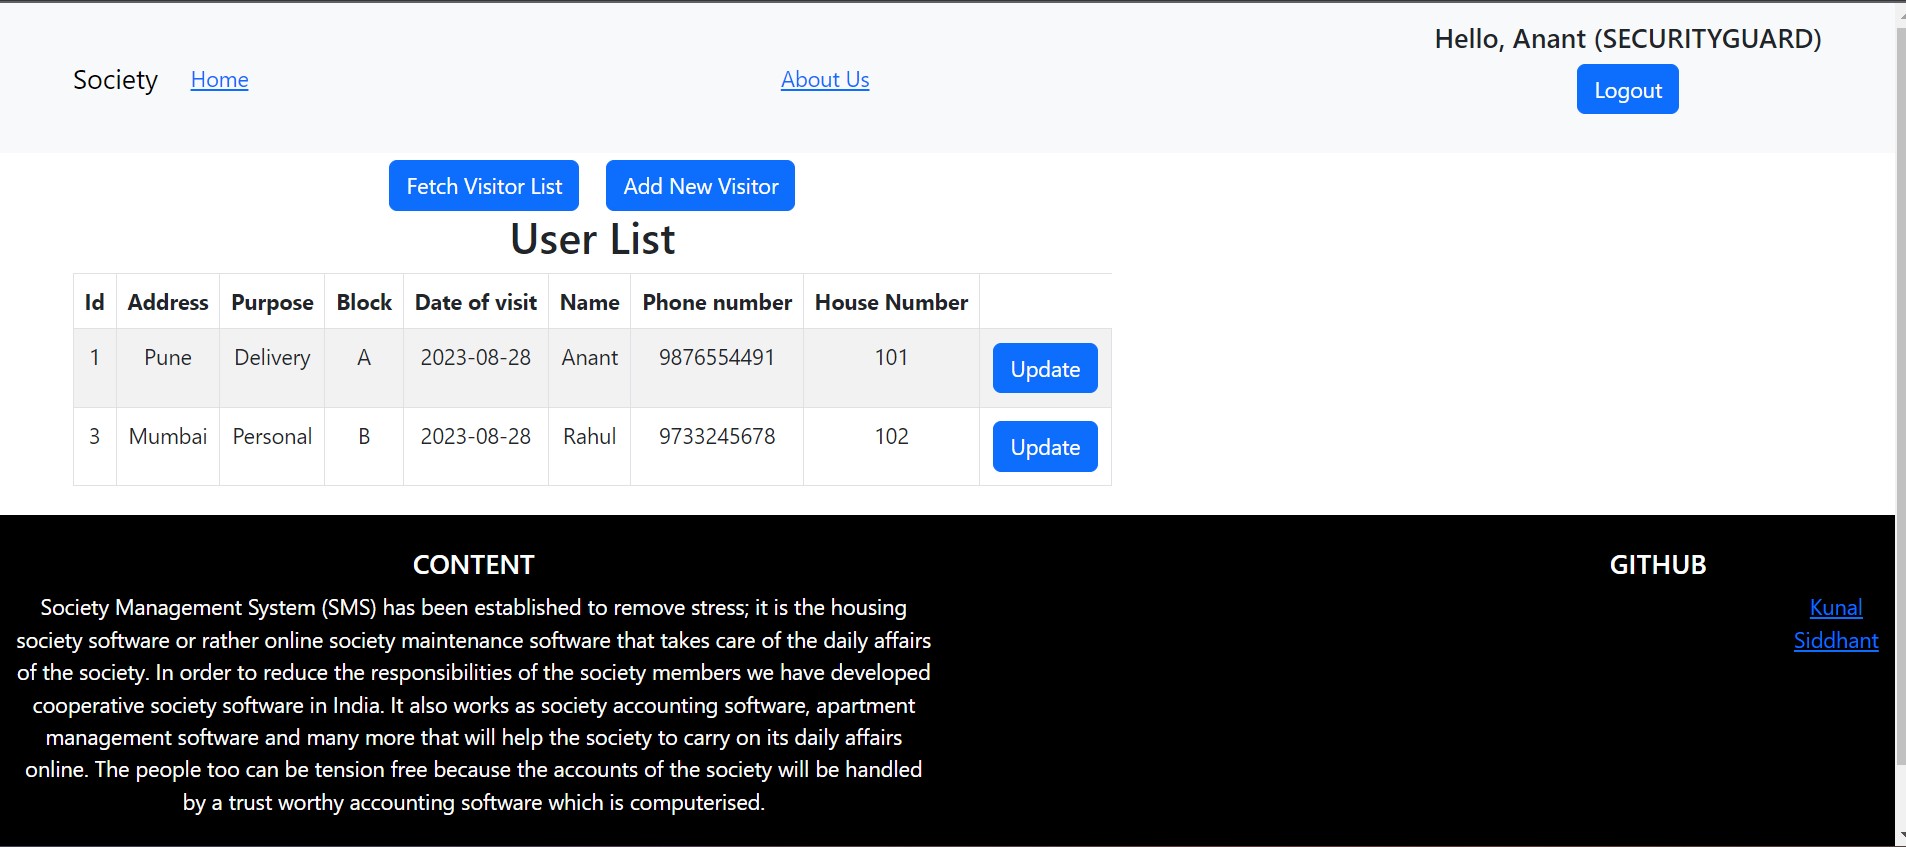 Hello, Anant (SECURITYGUARD)
Society Home About Us
Logout
Fetch Visitor List Add New Visitor
User List
Id Address Purpose Block Date of visit Name Phone number House Number
1 Pune Delivery A 2023-08-28 Anant 9876554491 101 Update
3 Mumbai Personal B 2023-08-28 Rahul 9733245678 102 Update
CONTENT
Society Management System (SMS) has been established to remove stress; it is the housing
society software or rather online society maintenance software that takes care of the daily affairs
of the society. In order to reduce the responsibilities of the society members we have developed
cooperative society software in India. It also works as society accounting software, apartment
management software and many more that will help the society to carry on its daily affairs
online. The people too can be tension free because the accounts of the society will be handled
by a trust worthy accounting software which is computerised.
GITHUB
Kunal
Siddhant